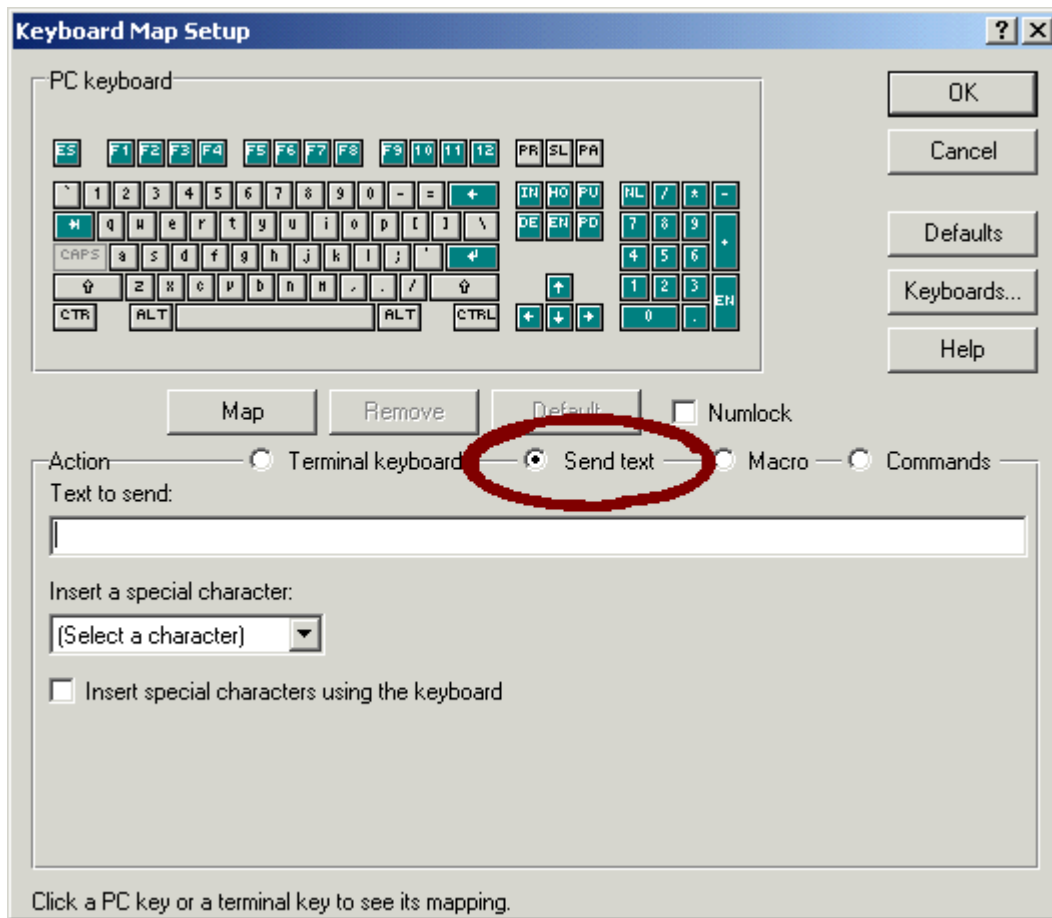 Keyboard Map Setup
PC keyboard
OK
Cancel
Defaults
Keyboards...
Help
ES F1 F2 F3 F4 F5 F6 F7 F8 F9 10 11 12 PR SL PA
` 1 2 3 4 5 6 7 8 9 0 - = ← IN HO PU NL / * -
q w e r t y u i o p [ ] \ DE EN PD 7 8 9 +
CAPS a s d f g h j k l ; ' 4 5 6
⇧ z x c v b n m , . / ⇧ ↑ 1 2 3 EN
CTR ALT ALT CTRL ← ↓ → 0 .
Map Remove Default Numlock
Action Terminal keyboard Send text Macro Commands
Text to send:
Insert a special character:
(Select a character)
Insert special characters using the keyboard
Click a PC key or a terminal key to see its mapping.